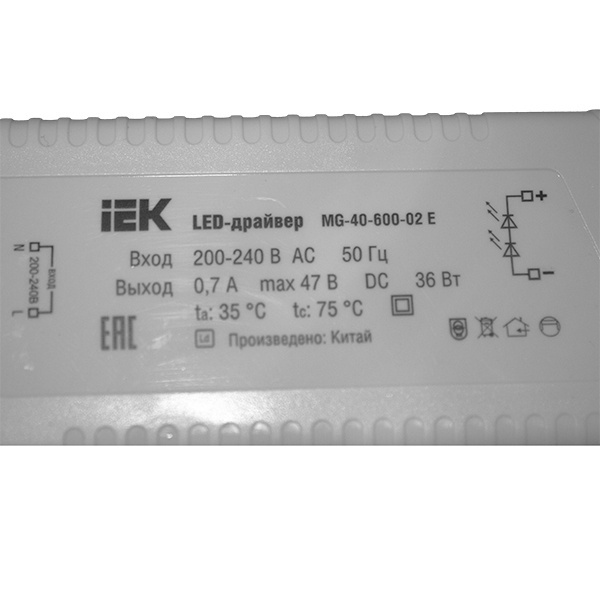 iEK LED-драйвер MG-40-600-02 E
Вход 200-240 В AC 50 Гц
Выход 0,7 А max 47 В DC 36 Вт
ta: 35 °C tc: 75 °C
EAC Произведено: Китай
N
вход
200-240В
L
+
−